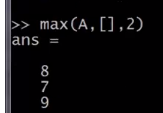 >> max(A,[],2)
ans =
8
7
9